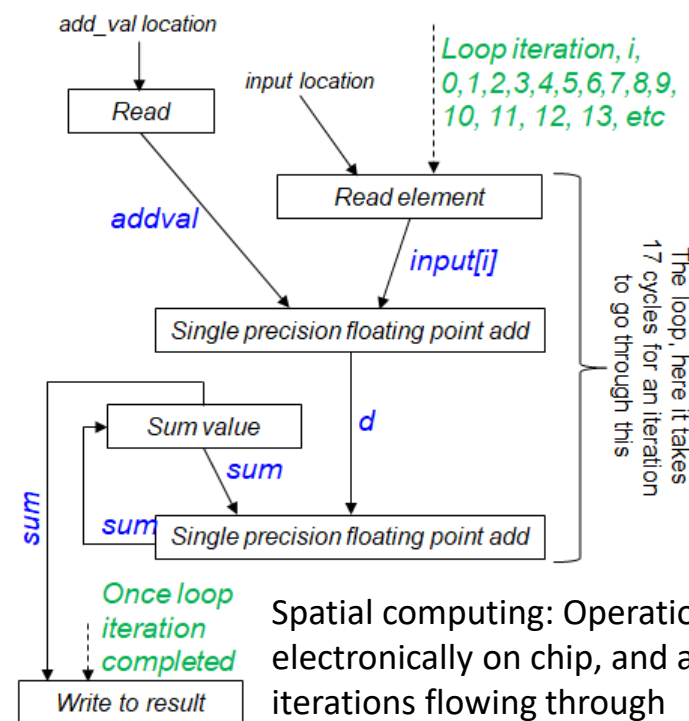 add_val location
input location
Loop iteration, i,
0,1,2,3,4,5,6,7,8,9,
10, 11, 12, 13, etc
Read
Read element
addval
input[i]
The loop, here it takes
17 cycles for an iteration
to go through this
Single precision floating point add
Sum value
d
sum
sum
sum
Single precision floating point add
Once loop
iteration
completed
Write to result
Spatial computing:
electronically on chip, and
iterations flowing through